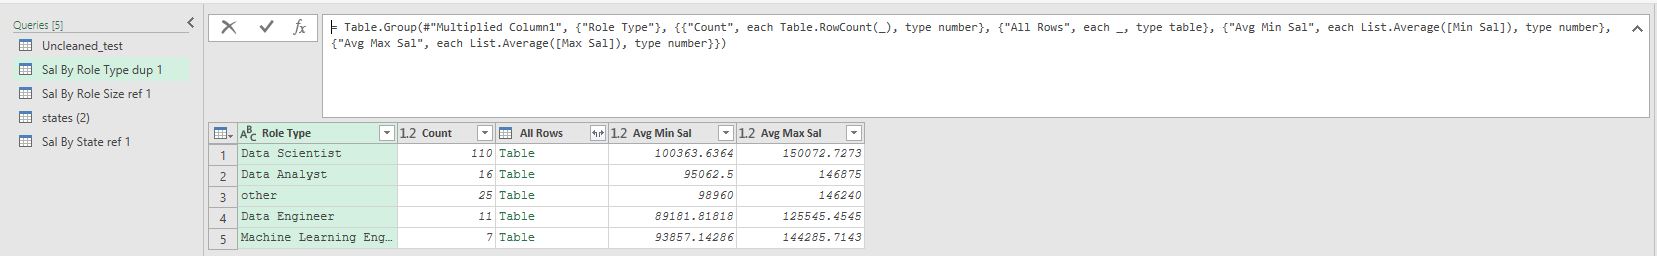 Queries [5]
Uncleaned_test
Sal By Role Type dup 1
Sal By Role Size ref 1
states (2)
Sal By State ref 1
fx
= Table.Group(#"Multiplied Column1", {"Role Type"}, {{"Count", each Table.RowCount(_), type number}, {"All Rows", each _, type table}, {"Avg Min Sal", each List.Average([Min Sal]), type number},
{"Avg Max Sal", each List.Average([Max Sal]), type number}})
ABC Role Type 1.2 Count All Rows 1.2 Avg Min Sal 1.2 Avg Max Sal
1 Data Scientist 110 Table 100363.6364 150072.7273
2 Data Analyst 16 Table 95062.5 146875
3 other 25 Table 98960 146240
4 Data Engineer 11 Table 89181.81818 125545.4545
5 Machine Learning Eng... 7 Table 93857.14286 144285.7143